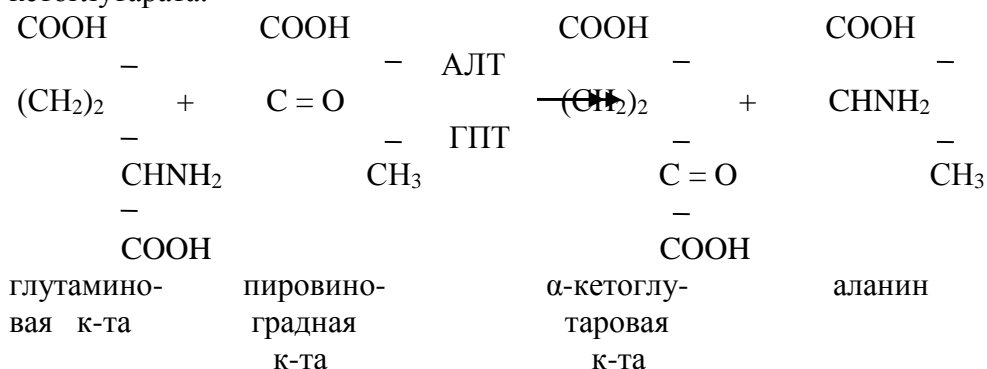 кетоглутарата.
COOH COOH COOH COOH
– – АЛТ – –
(CH₂)₂ + C = O (CH₂)₂ + CHNH₂
– – ГПТ – –
CHNH₂ CH₃ C = O CH₃
– –
COOH COOH
глутамино- пировино- α-кетоглу- аланин
вая к-та градная таровая
к-та к-та